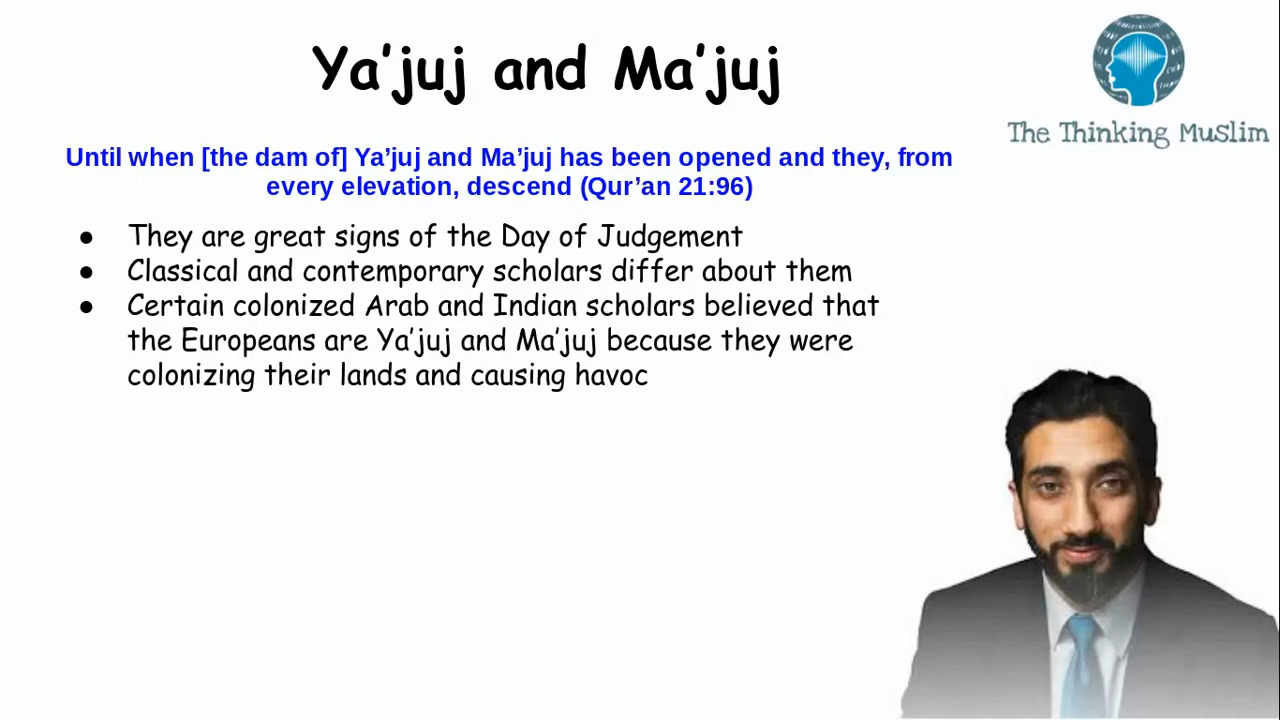 Ya’juj and Ma’juj
The Thinking Muslim
Until when [the dam of] Ya’juj and Ma’juj has been opened and they, from
every elevation, descend (Qur’an 21:96)
● They are great signs of the Day of Judgement
● Classical and contemporary scholars differ about them
● Certain colonized Arab and Indian scholars believed that
the Europeans are Ya’juj and Ma’juj because they were
colonizing their lands and causing havoc